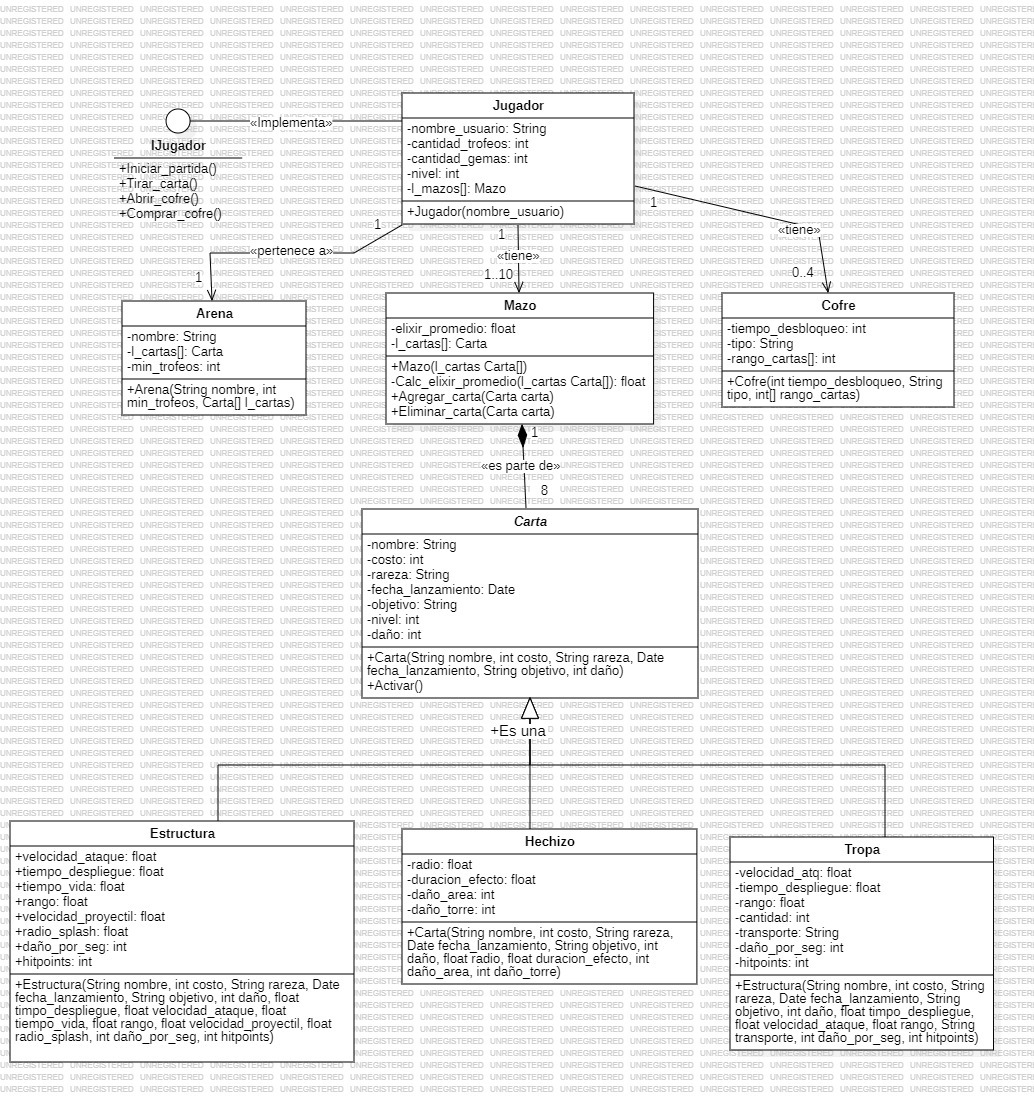 UNREGISTERED
Jugador
-nombre_usuario: String
-cantidad_trofeos: int
-cantidad_gemas: int
-nivel: int
-l_mazos[]: Mazo
+Jugador(nombre_usuario)
«Implementa»
IJugador
+Iniciar_partida()
+Tirar_carta()
+Abrir_cofre()
+Comprar_cofre()
1
«pertenece a»
1
1
«tiene»
1..10
1
«tiene»
0..4
Arena
-nombre: String
-l_cartas[]: Carta
-min_trofeos: int
+Arena(String nombre, int
min_trofeos, Carta[] l_cartas)
Mazo
-elixir_promedio: float
-l_cartas[]: Carta
+Mazo(l_cartas Carta[])
-Calc_elixir_promedio(l_cartas Carta[]): float
+Agregar_carta(Carta carta)
+Eliminar_carta(Carta carta)
Cofre
-tiempo_desbloqueo: int
-tipo: String
-rango_cartas[]: int
+Cofre(int tiempo_desbloqueo, String
tipo, int[] rango_cartas)
1
«es parte de»
8
Carta
-nombre: String
-costo: int
-rareza: String
-fecha_lanzamiento: Date
-objetivo: String
-nivel: int
-daño: int
+Carta(String nombre, int costo, String rareza, Date
fecha_lanzamiento, String objetivo, int daño)
+Activar()
+Es una
Estructura
+velocidad_ataque: float
+tiempo_despliegue: float
+tiempo_vida: float
+rango: float
+velocidad_proyectil: float
+radio_splash: float
+daño_por_seg: int
+hitpoints: int
+Estructura(String nombre, int costo, String rareza, Date
fecha_lanzamiento, String objetivo, int daño, float
timpo_despliegue, float velocidad_ataque, float
tiempo_vida, float rango, float velocidad_proyectil, float
radio_splash, int daño_por_seg, int hitpoints)
Hechizo
-radio: float
-duracion_efecto: float
-daño_area: int
-daño_torre: int
+Carta(String nombre, int costo, String rareza,
Date fecha_lanzamiento, String objetivo, int
daño, float radio, float duracion_efecto, int
daño_area, int daño_torre)
Tropa
-velocidad_atq: float
-tiempo_despliegue: float
-rango: float
-cantidad: int
-transporte: String
-daño_por_seg: int
-hitpoints: int
+Estructura(String nombre, int costo, String
rareza, Date fecha_lanzamiento, String
objetivo, int daño, float timpo_despliegue,
float velocidad_ataque, float rango, String
transporte, int daño_por_seg, int hitpoints)